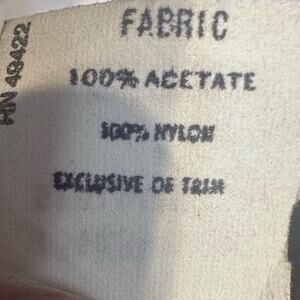 FABRIC
100% ACETATE
100% NYLON
EXCLUSIVE OF TRIM
RN 49422